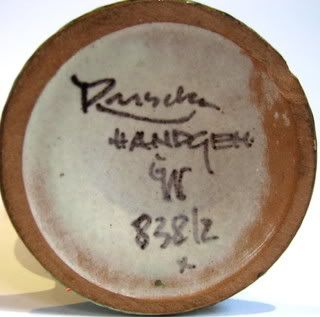 Ruscha
HANDGEM
838/2
x